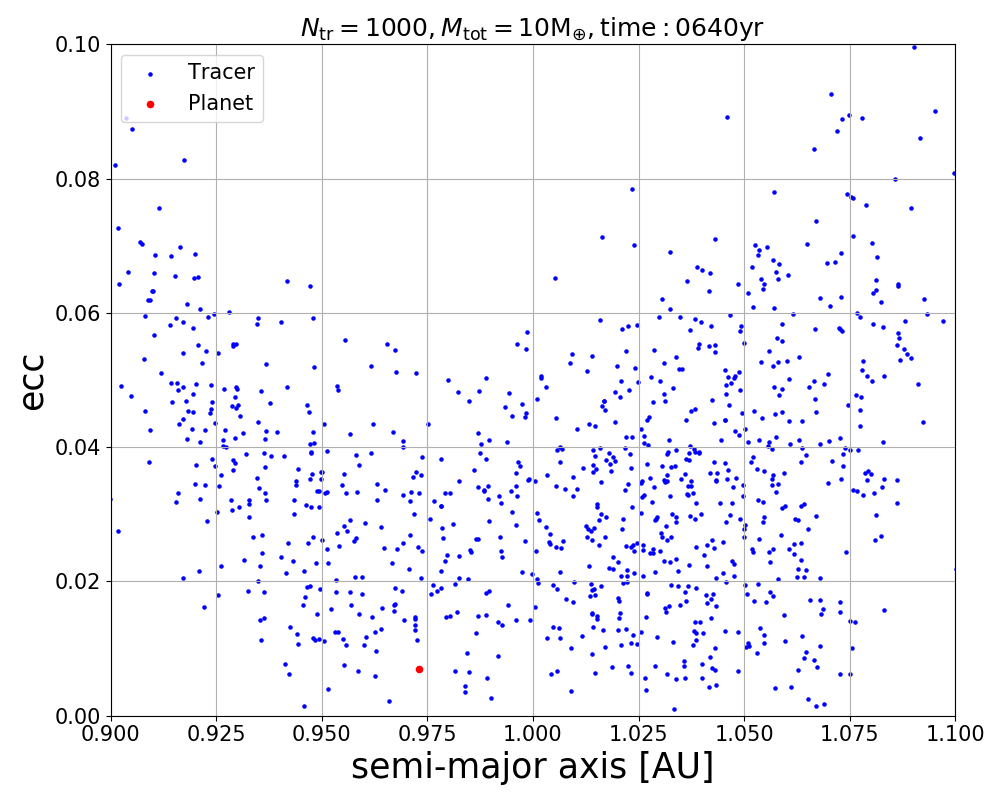 N_tr = 1000, M_tot = 10M_⊕, time : 0640yr
0.10
Tracer
Planet
0.08
0.06
ecc
0.04
0.02
0.00
0.900 0.925 0.950 0.975 1.000 1.025 1.050 1.075 1.100
semi-major axis [AU]